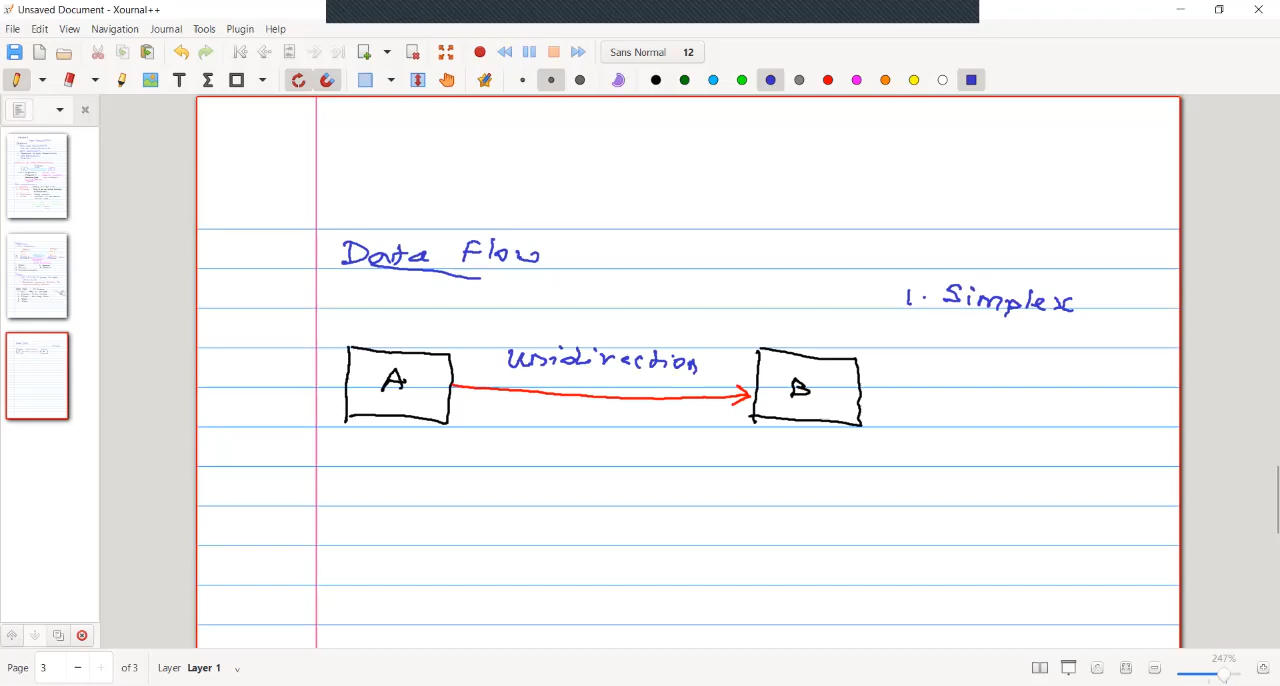 Unsaved Document - Xournal++
File Edit View Navigation Journal Tools Plugin Help
Sans Normal 12
Data Flow
1. Simplex
Unidirection
A
B
Page 3 of 3 Layer Layer 1
247%